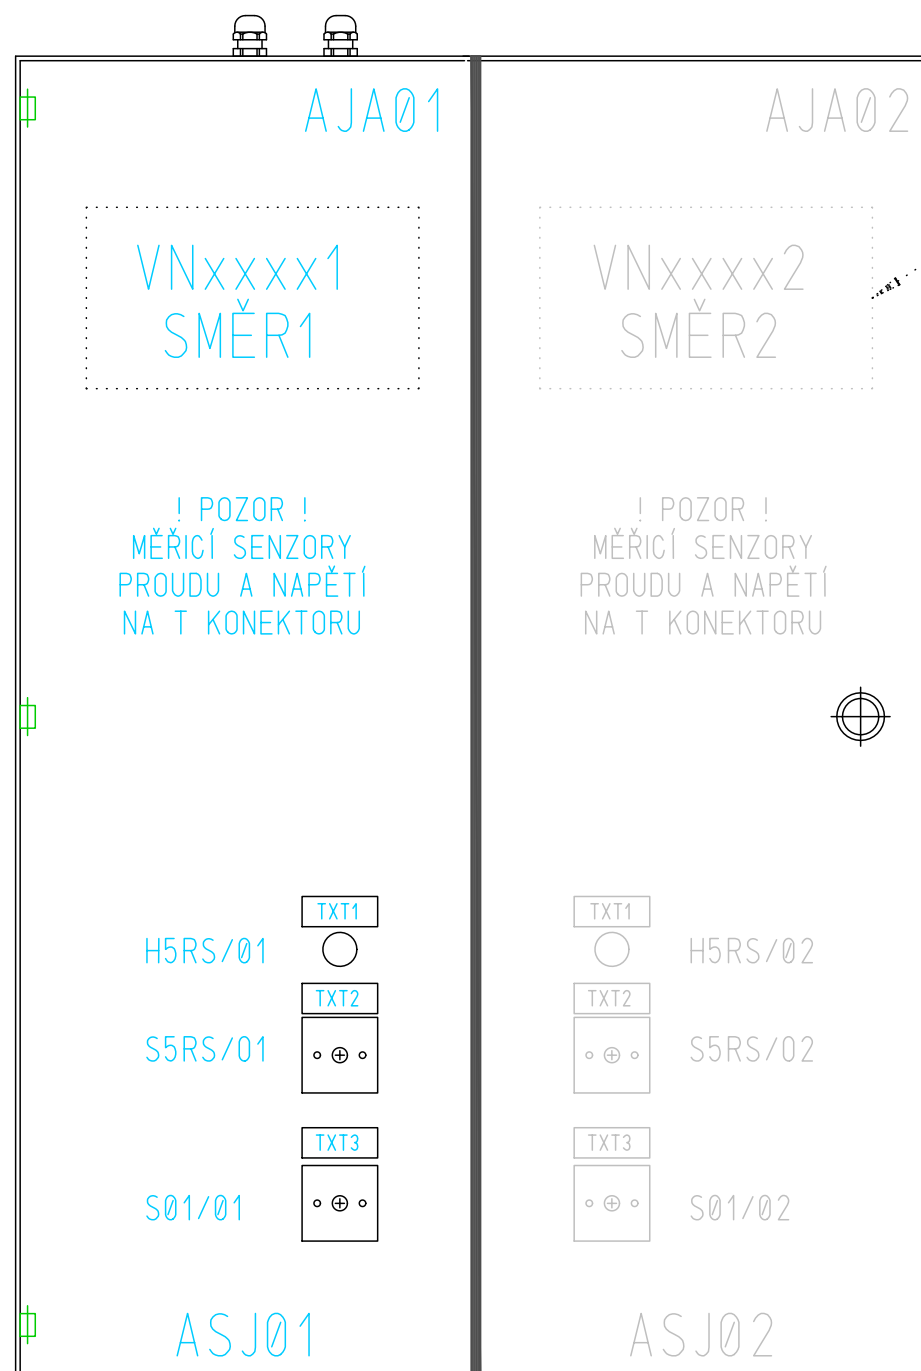 AJA01
AJA02
VNxxxx1
SMĚR1
VNxxxx2
SMĚR2
! POZOR !
MĚŘICÍ SENZORY
PROUDU A NAPĚTÍ
NA T KONEKTORU
! POZOR !
MĚŘICÍ SENZORY
PROUDU A NAPĚTÍ
NA T KONEKTORU
TXT1
H5RS/01
TXT2
S5RS/01
TXT3
S01/01
TXT1
H5RS/02
TXT2
S5RS/02
TXT3
S01/02
ASJ01
ASJ02